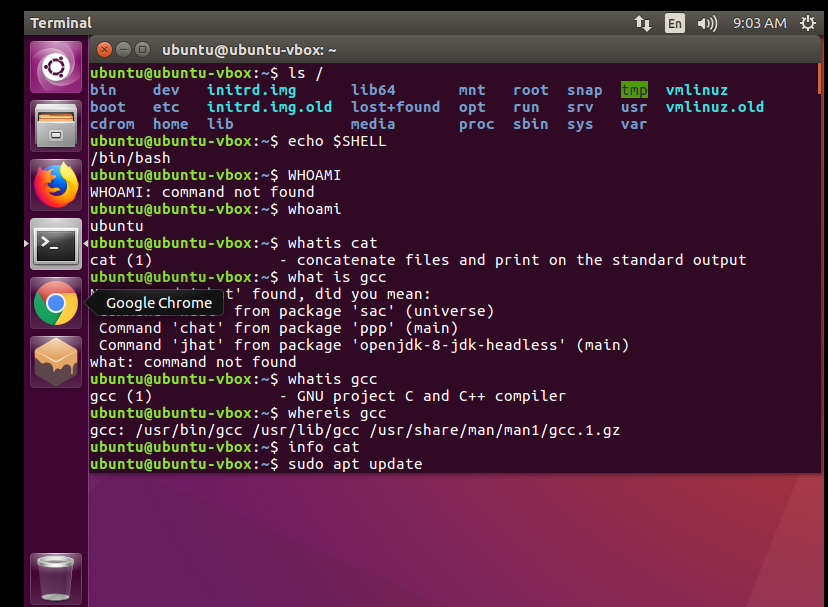 Terminal
En
9:03 AM
ubuntu@ubuntu-vbox: ~
ubuntu@ubuntu-vbox:~$ ls /
bin dev initrd.img lib64 mnt root snap tmp vmlinuz
boot etc initrd.img.old lost+found opt run srv usr vmlinuz.old
cdrom home lib media proc sbin sys var
ubuntu@ubuntu-vbox:~$ echo $SHELL
/bin/bash
ubuntu@ubuntu-vbox:~$ WHOAMI
WHOAMI: command not found
ubuntu@ubuntu-vbox:~$ whoami
ubuntu
ubuntu@ubuntu-vbox:~$ whatis cat
cat (1) - concatenate files and print on the standard output
ubuntu@ubuntu-vbox:~$ what is gcc
found, did you mean:
Google Chrome
from package 'sac' (universe)
Command 'chat' from package 'ppp' (main)
Command 'jhat' from package 'openjdk-8-jdk-headless' (main)
what: command not found
ubuntu@ubuntu-vbox:~$ whatis gcc
gcc (1) - GNU project C and C++ compiler
ubuntu@ubuntu-vbox:~$ whereis gcc
gcc: /usr/bin/gcc /usr/lib/gcc /usr/share/man/man1/gcc.1.gz
ubuntu@ubuntu-vbox:~$ info cat
ubuntu@ubuntu-vbox:~$ sudo apt update